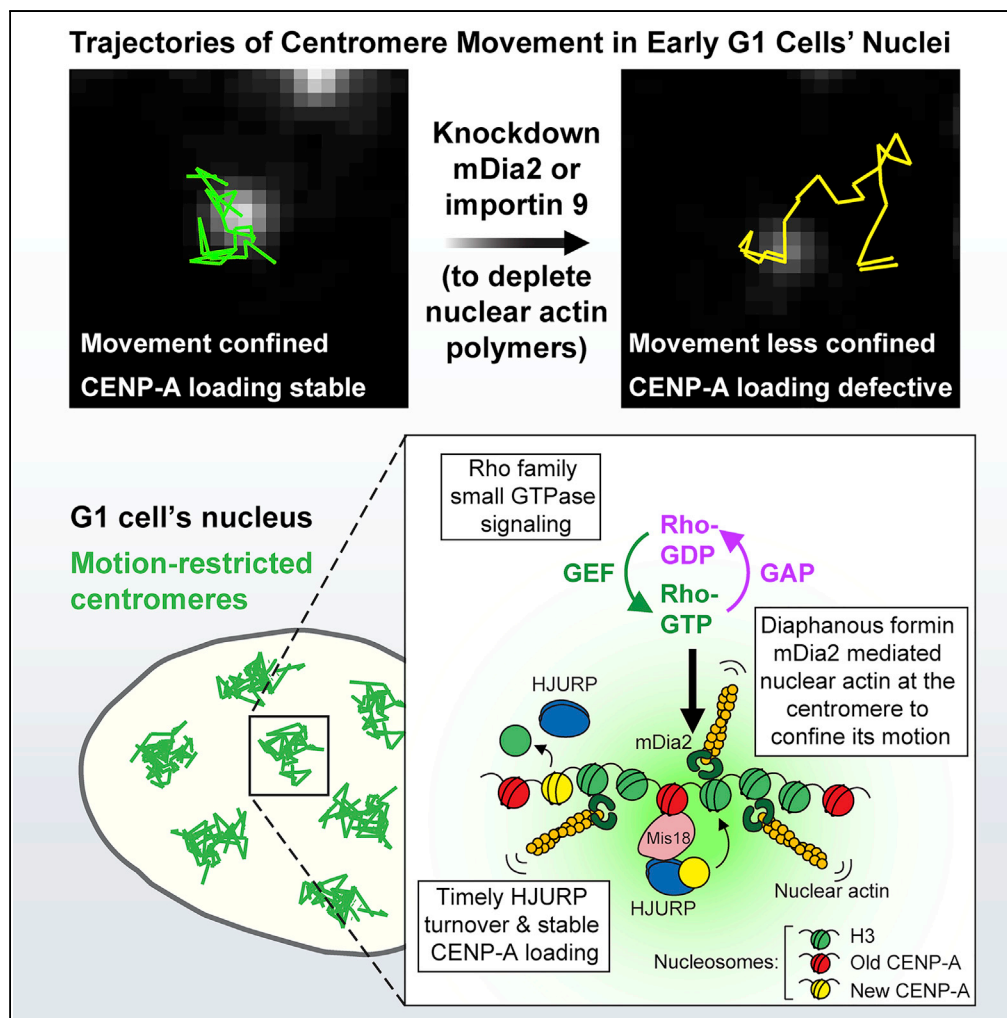 Trajectories of Centromere Movement in Early G1 Cells' Nuclei
Movement confined
CENP-A loading stable
Knockdown
mDia2 or
importin 9
(to deplete
nuclear actin
polymers)
Movement less confined
CENP-A loading defective
G1 cell's nucleus
Motion-restricted
centromeres
Rho family
small GTPase
signaling
Rho-
GDP
GEF
GAP
Rho-
GTP
Diaphanous formin
mDia2 mediated
nuclear actin at the
centromere to
confine its motion
HJURP
mDia2
Mis18
HJURP
Nuclear actin
Timely HJURP
turnover & stable
CENP-A loading
Nucleosomes:
H3
Old CENP-A
New CENP-A